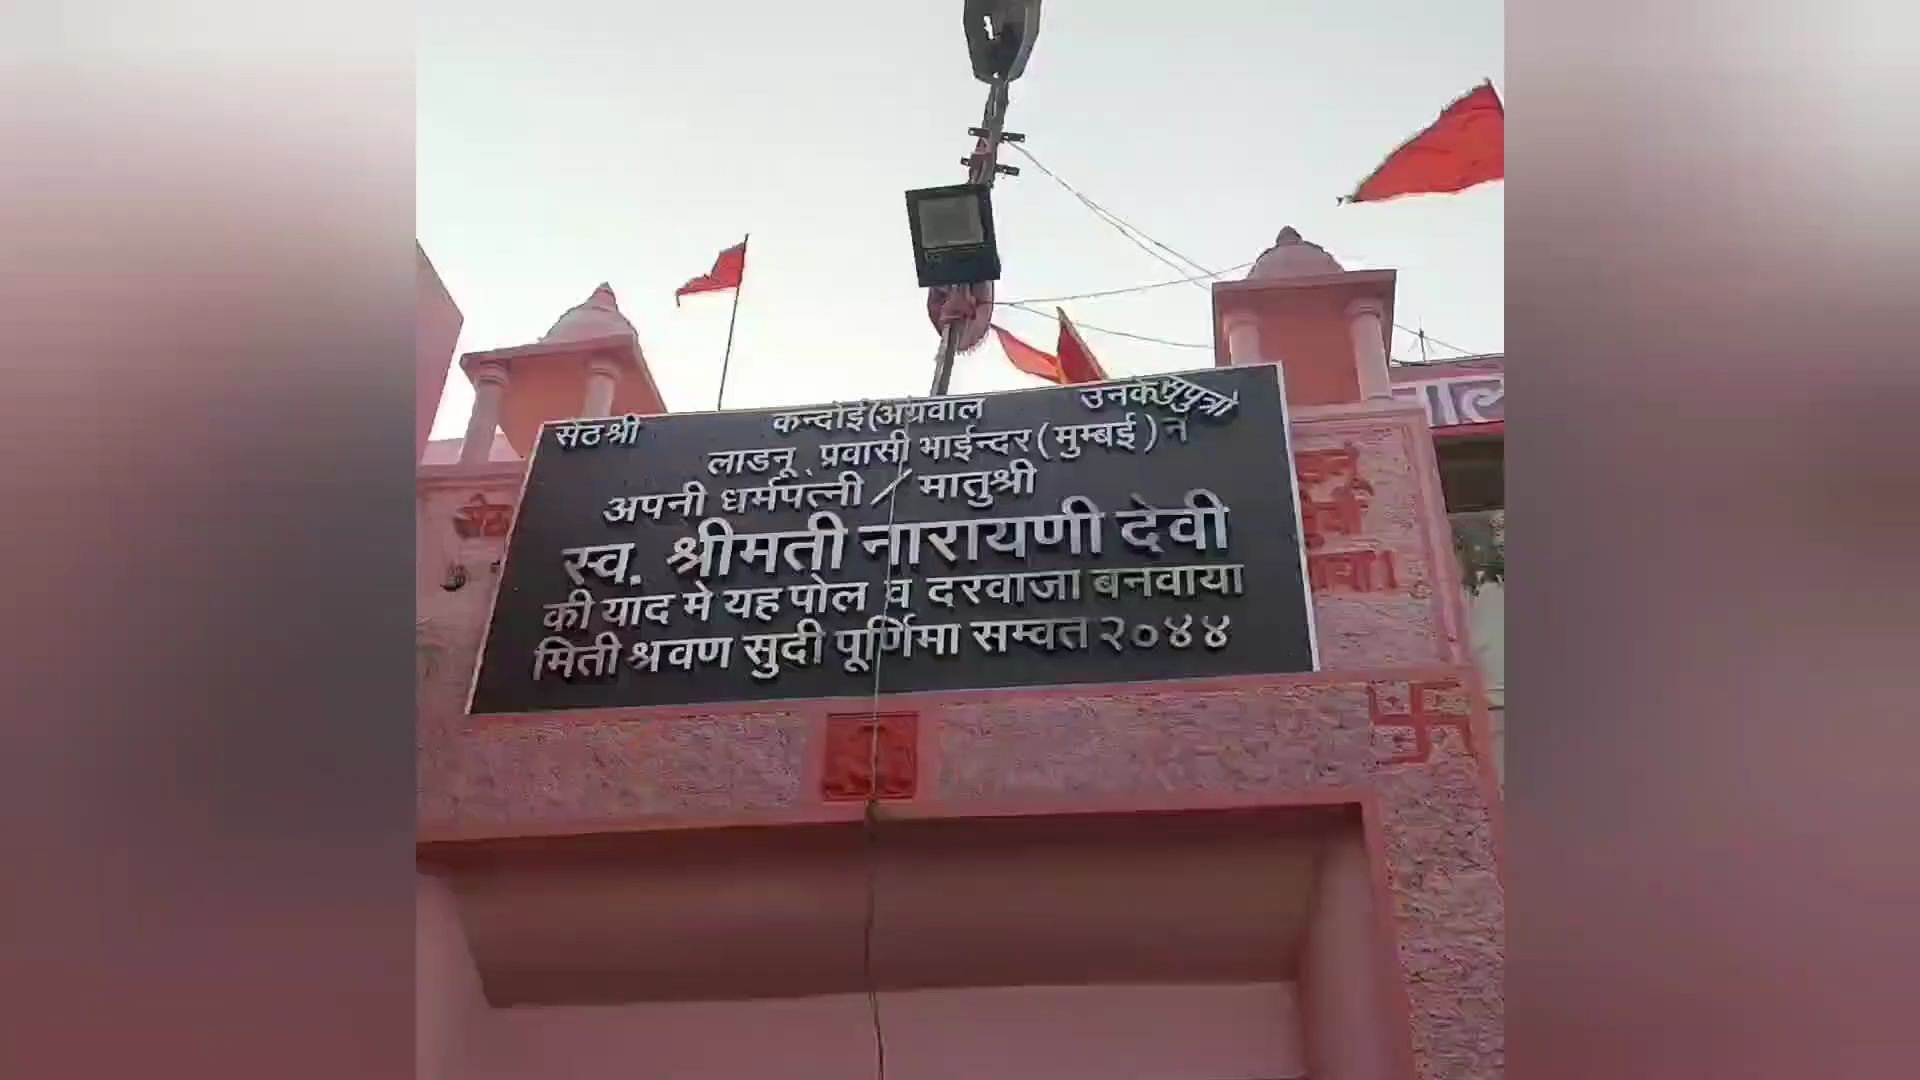 सेठ श्री कन्दोई(अग्रवाल उनके सुपुत्रो
लाडनू प्रवासी भाईन्दर(मुम्बई)ने
अपनी धर्मपत्नी / मातुश्री
स्व. श्रीमती नारायणी देवी
की याद मे यह पोल व दरवाजा बनवाया
मिती श्रवण सुदी पूर्णिमा सम्वत २०४४